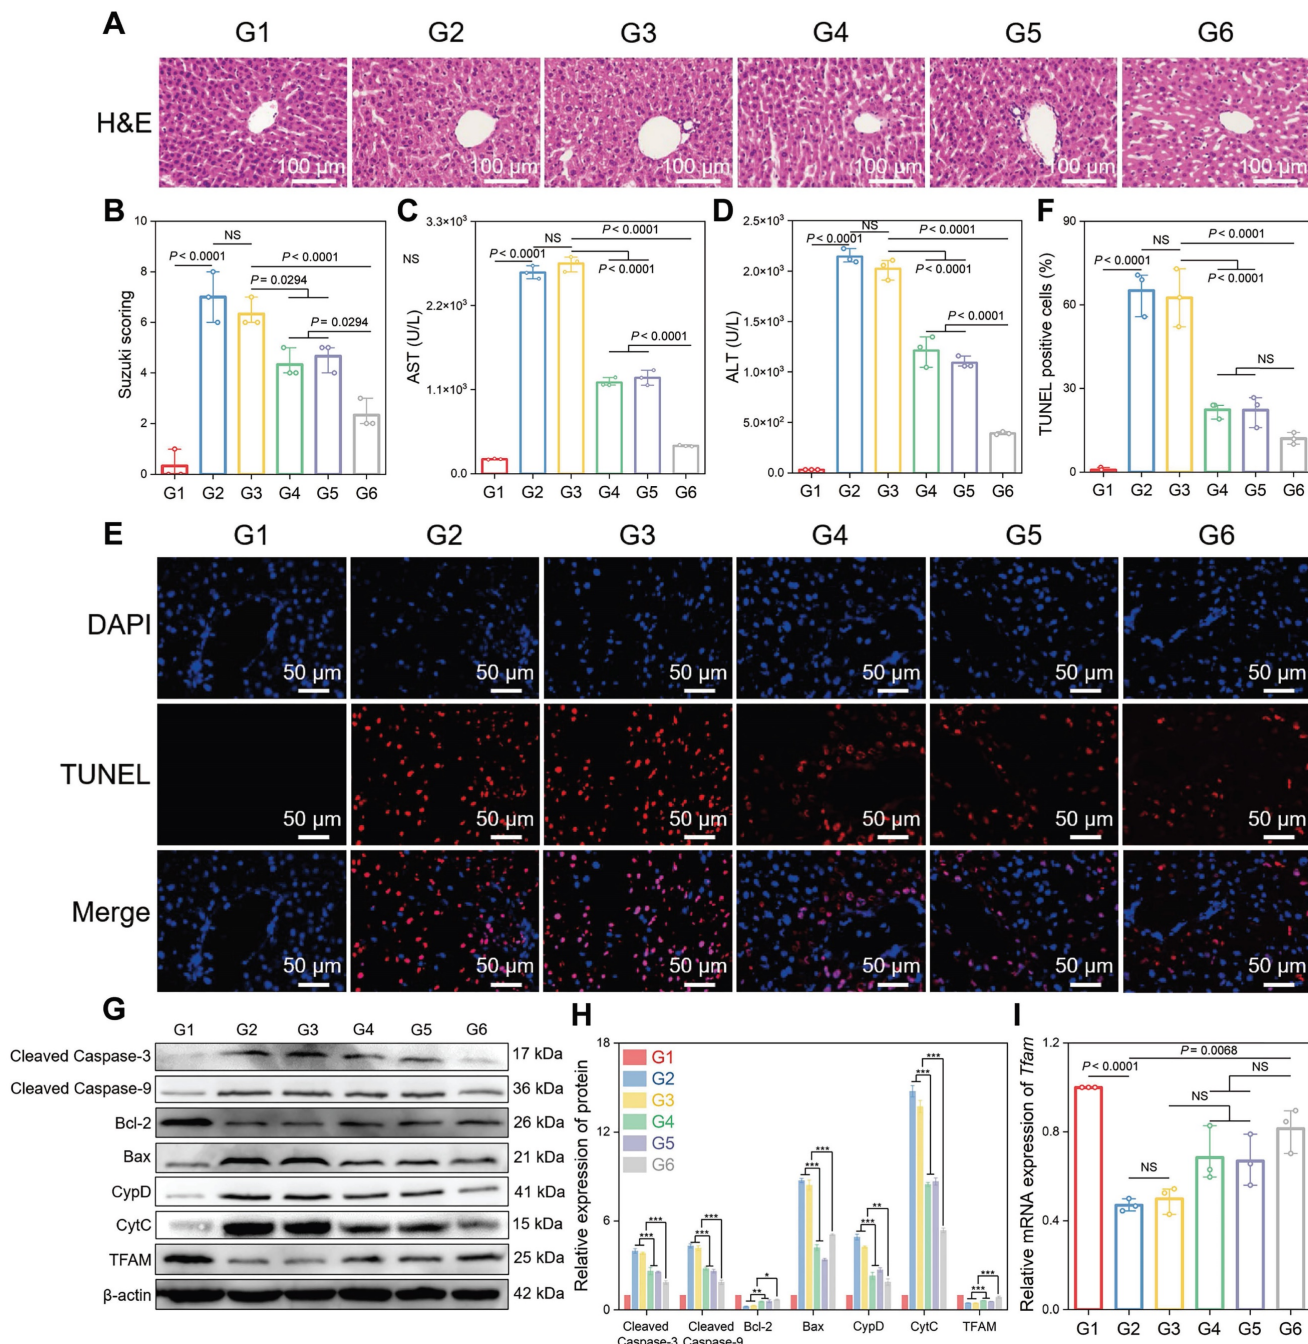 A
G1 G2 G3 G4 G5 G6
H&E
100 μm 100 μm 100 μm 100 μm 100 μm 100 μm
B
Suzuki scoring
10
8
6
4
2
0
NS
P < 0.0001
P < 0.0001
P = 0.0294
P = 0.0294
G1 G2 G3 G4 G5 G6
C
AST (U/L)
3.3×10³
2.2×10³
1.1×10³
0.0
NS
P < 0.0001
NS
P < 0.0001
P < 0.0001
P < 0.0001
G1 G2 G3 G4 G5 G6
D
ALT (U/L)
2.5×10³
2.0×10³
1.5×10³
1.0×10³
5.0×10²
0.0
NS
P < 0.0001
P < 0.0001
P < 0.0001
P < 0.0001
G1 G2 G3 G4 G5 G6
F
TUNEL positive cells (%)
90
60
30
0
P < 0.0001
NS
P < 0.0001
P < 0.0001
NS
G1 G2 G3 G4 G5 G6
E
G1 G2 G3 G4 G5 G6
DAPI
50 μm 50 μm 50 μm 50 μm 50 μm 50 μm
TUNEL
50 μm 50 μm 50 μm 50 μm 50 μm 50 μm
Merge
50 μm 50 μm 50 μm 50 μm 50 μm 50 μm
G
G1 G2 G3 G4 G5 G6
Cleaved Caspase-3 17 kDa
Cleaved Caspase-9 36 kDa
Bcl-2 26 kDa
Bax 21 kDa
CypD 41 kDa
CytC 15 kDa
TFAM 25 kDa
β-actin 42 kDa
H
Relative expression of protein
18
12
6
0
G1
G2
G3
G4
G5
G6
*** ***
*** ***
** *
*** ***
*** **
*** ***
*** ***
Cleaved Caspase-3
Cleaved Caspase-9
Bcl-2
Bax
CypD
CytC
TFAM
I
Relative mRNA expression of Tfam
1.2
0.8
0.4
0.0
P = 0.0068
P < 0.0001
NS
NS
NS
G1 G2 G3 G4 G5 G6